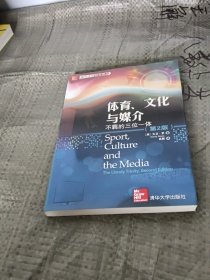 体育、文化
与媒介
不羁的三位一体
第2版
Sport,
Culture
and
the Media
The Unruly Trinity, Second Edition
清华大学出版社